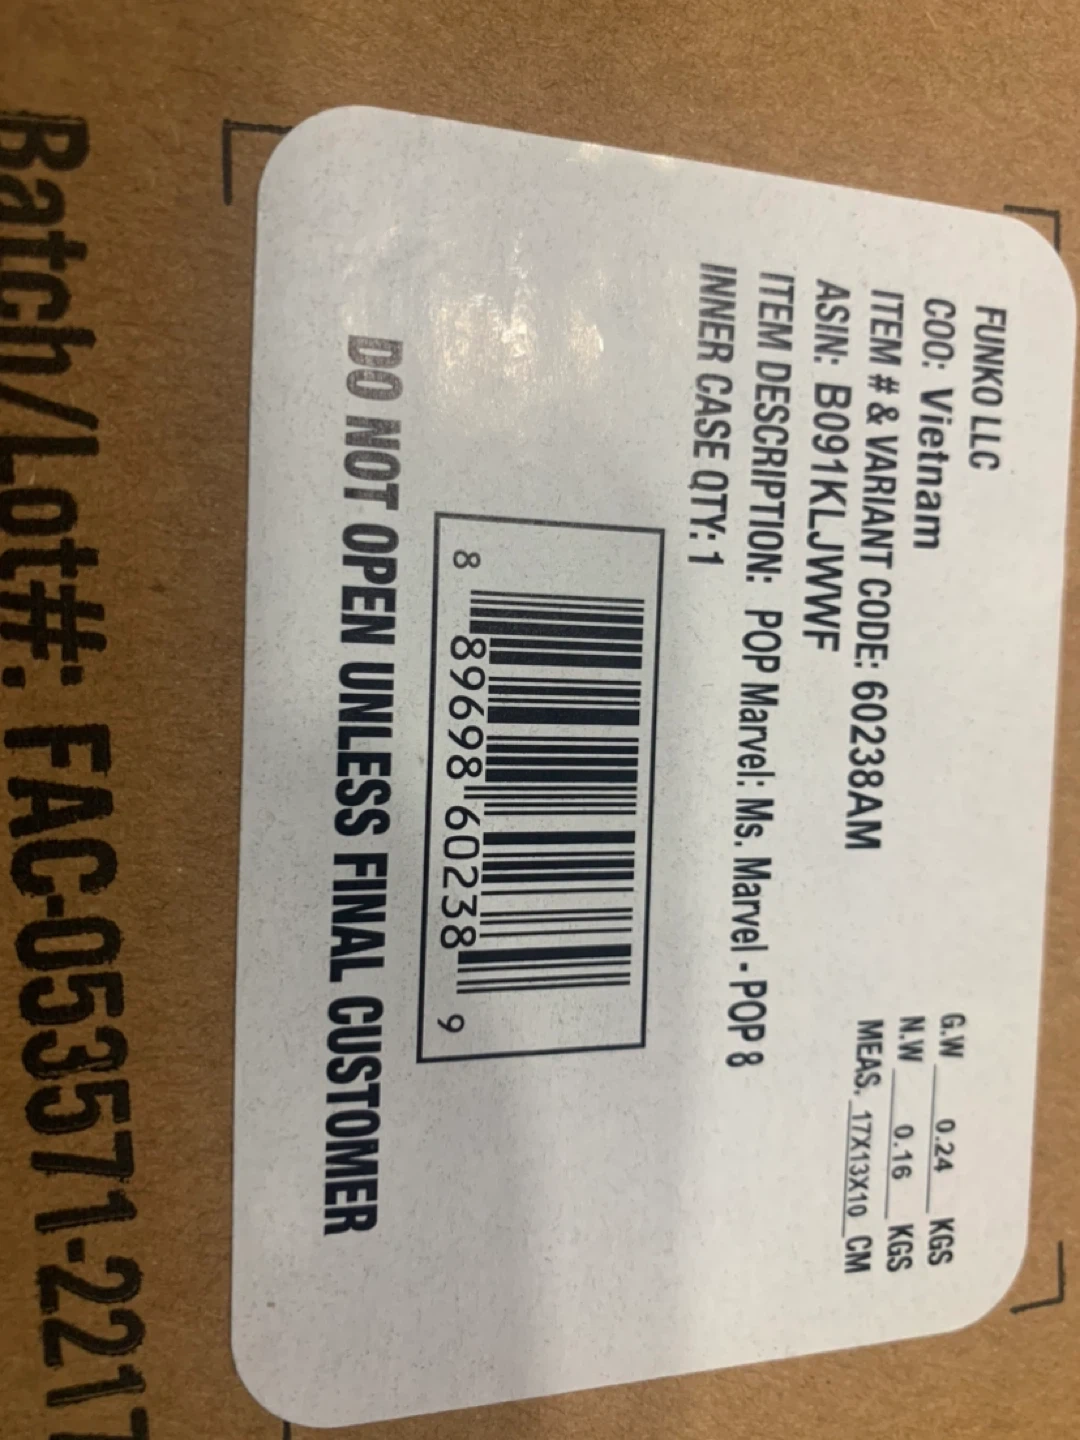 FUNKO LLC
COO: Vietnam
ITEM # & VARIANT CODE: 60238AM
ASIN: B091KLJWWF
ITEM DESCRIPTION: POP Marvel: Ms. Marvel - POP 8
INNER CASE QTY: 1
G.W 0.24 KGS
N.W 0.16 KGS
MEAS. 17X13X10 CM
8 89698 60238 9
DO NOT OPEN UNLESS FINAL CUSTOMER
Batch/Lot#: FAC-053571-2217